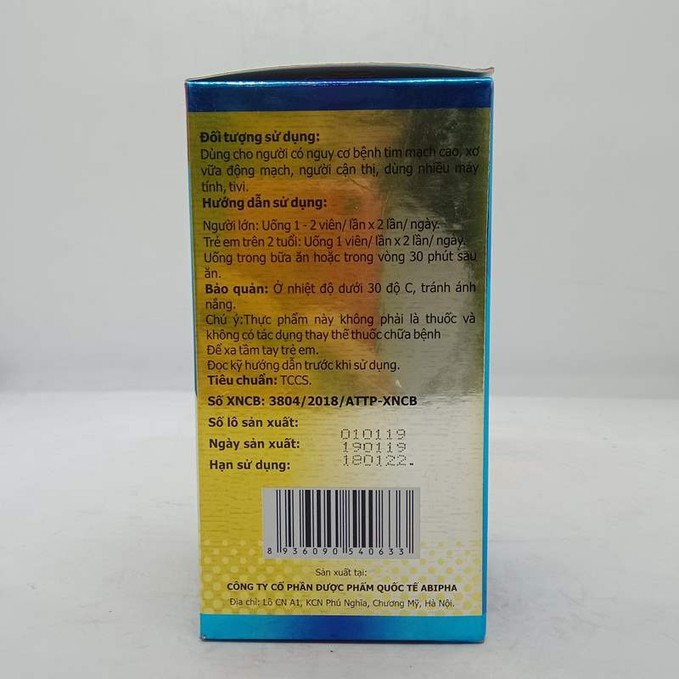 Đối tượng sử dụng:
Dùng cho người có nguy cơ bệnh tim mạch cao, xơ
vữa động mạch, người cận thị, dùng nhiều máy
tính, tivi.
Hướng dẫn sử dụng:
Người lớn: Uống 1 - 2 viên/ lần x 2 lần/ ngày.
Trẻ em trên 2 tuổi: Uống 1 viên/ lần x 2 lần/ ngày.
Uống trong bữa ăn hoặc trong vòng 30 phút sau
ăn.
Bảo quản: Ở nhiệt độ dưới 30 độ C, tránh ánh
nắng.
Chú ý:Thực phẩm này không phải là thuốc và
không có tác dụng thay thế thuốc chữa bệnh
Để xa tầm tay trẻ em.
Đọc kỹ hướng dẫn trước khi sử dụng.
Tiêu chuẩn: TCCS.
Số XNCB: 3804/2018/ATTP-XNCB
Số lô sản xuất: 010119
Ngày sản xuất: 190119
Hạn sử dụng: 180122.
8 936090 540633
Sản xuất tại:
CÔNG TY CỔ PHẦN DƯỢC PHẨM QUỐC TẾ ABIPHA
Địa chỉ: Lô CN A1, KCN Phú Nghĩa, Chương Mỹ, Hà Nội.